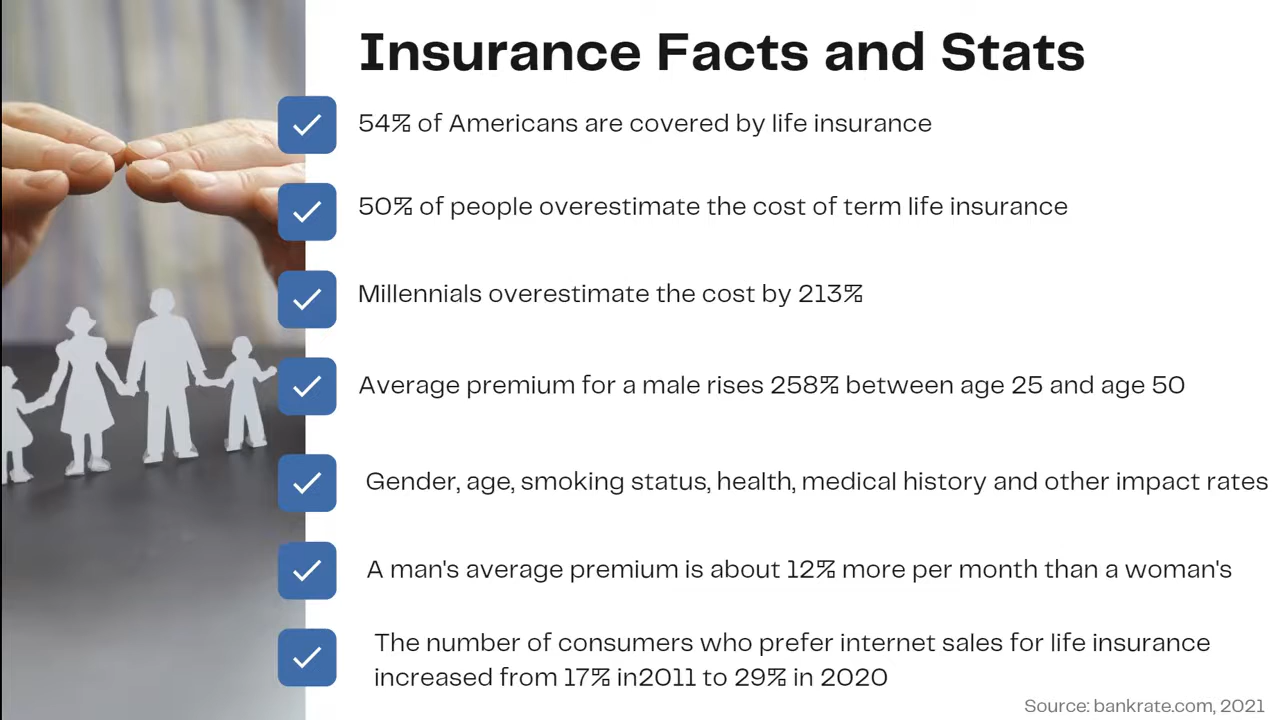 Insurance Facts and Stats
54% of Americans are covered by life insurance
50% of people overestimate the cost of term life insurance
Millennials overestimate the cost by 213%
Average premium for a male rises 258% between age 25 and age 50
Gender, age, smoking status, health, medical history and other impact rates
A man's average premium is about 12% more per month than a woman's
The number of consumers who prefer internet sales for life insurance
increased from 17% in2011 to 29% in 2020
Source: bankrate.com, 2021